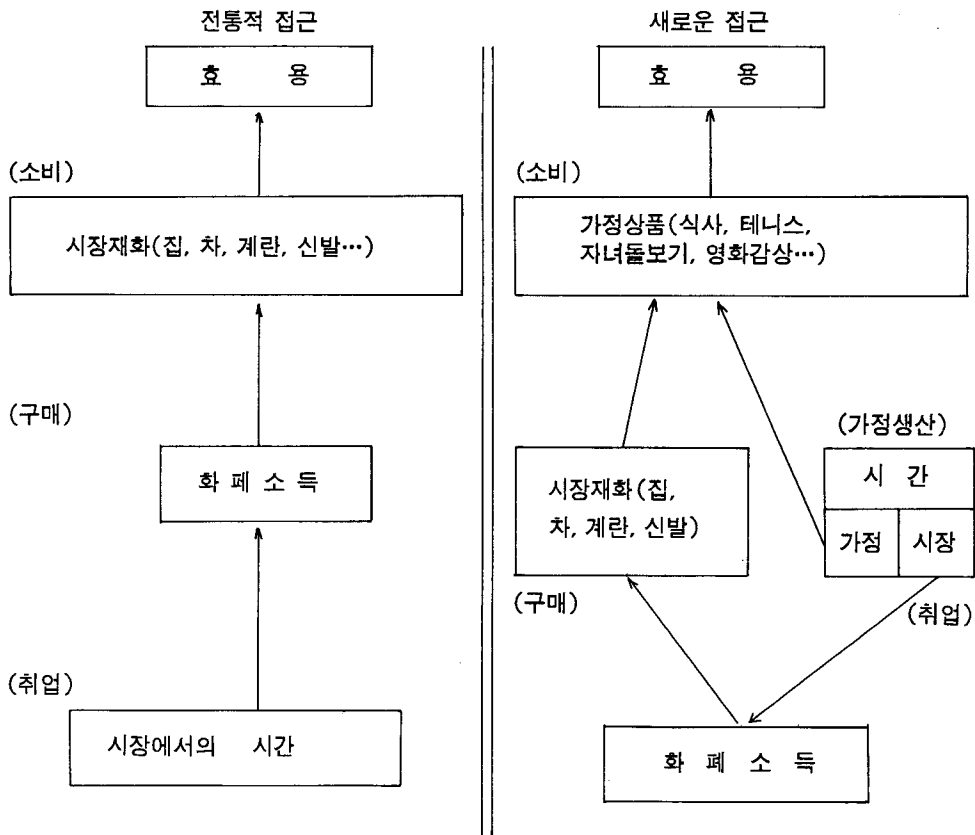 전통적 접근
효 용
(소비)
시장재화(집, 차, 계란, 신발…)
(구매)
화 폐 소 득
(취업)
시장에서의 시간
새로운 접근
효 용
(소비)
가정상품(식사, 테니스,
자녀돌보기, 영화감상…)
(가정생산)
시 간
가정 시장
시장재화(집,
차, 계란, 신발)
(구매)
(취업)
화 폐 소 득